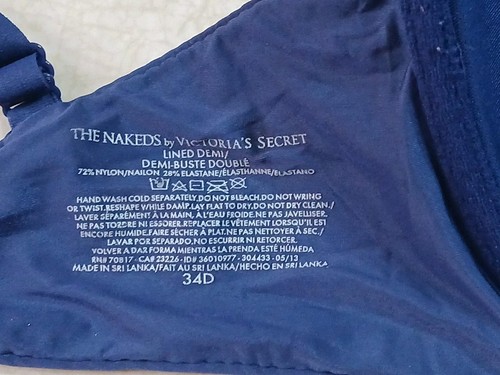 THE NAKEDS by VICTORIA'S SECRET
LINED DEMI/
DEMI-BUSTE DOUBLÉ
72% NYLON/NAILON. 28% ELASTANE/ÉLASTHANNE/ELASTANO
HAND WASH COLD SEPARATELY.DO NOT BLEACH.DO NOT WRING
OR TWIST.RESHAPE WHILE DAMP.LAY FLAT TO DRY.DO NOT DRY CLEAN./
LAVER SÉPARÉMENT À LA MAIN, À L'EAU FROIDE.NE PAS JAVELLISER.
NE PAS TORDRE NI ESSORER.REPLACER LE VÊTEMENT LORSQU'IL EST
ENCORE HUMIDE.FAIRE SÉCHER À PLAT.NE PAS NETTOYER À SEC./
LAVAR POR SEPARADO.NO ESCURRIR NI RETORCER.
VOLVER A DAR FORMA MIENTRAS LA PRENDA ESTÉ HÚMEDA
RN# 70817 - CA# 23226 - ID# 36010977 - 304433 - 05/13
MADE IN SRI LANKA/FAIT AU SRI LANKA/HECHO EN SRI LANKA
34D